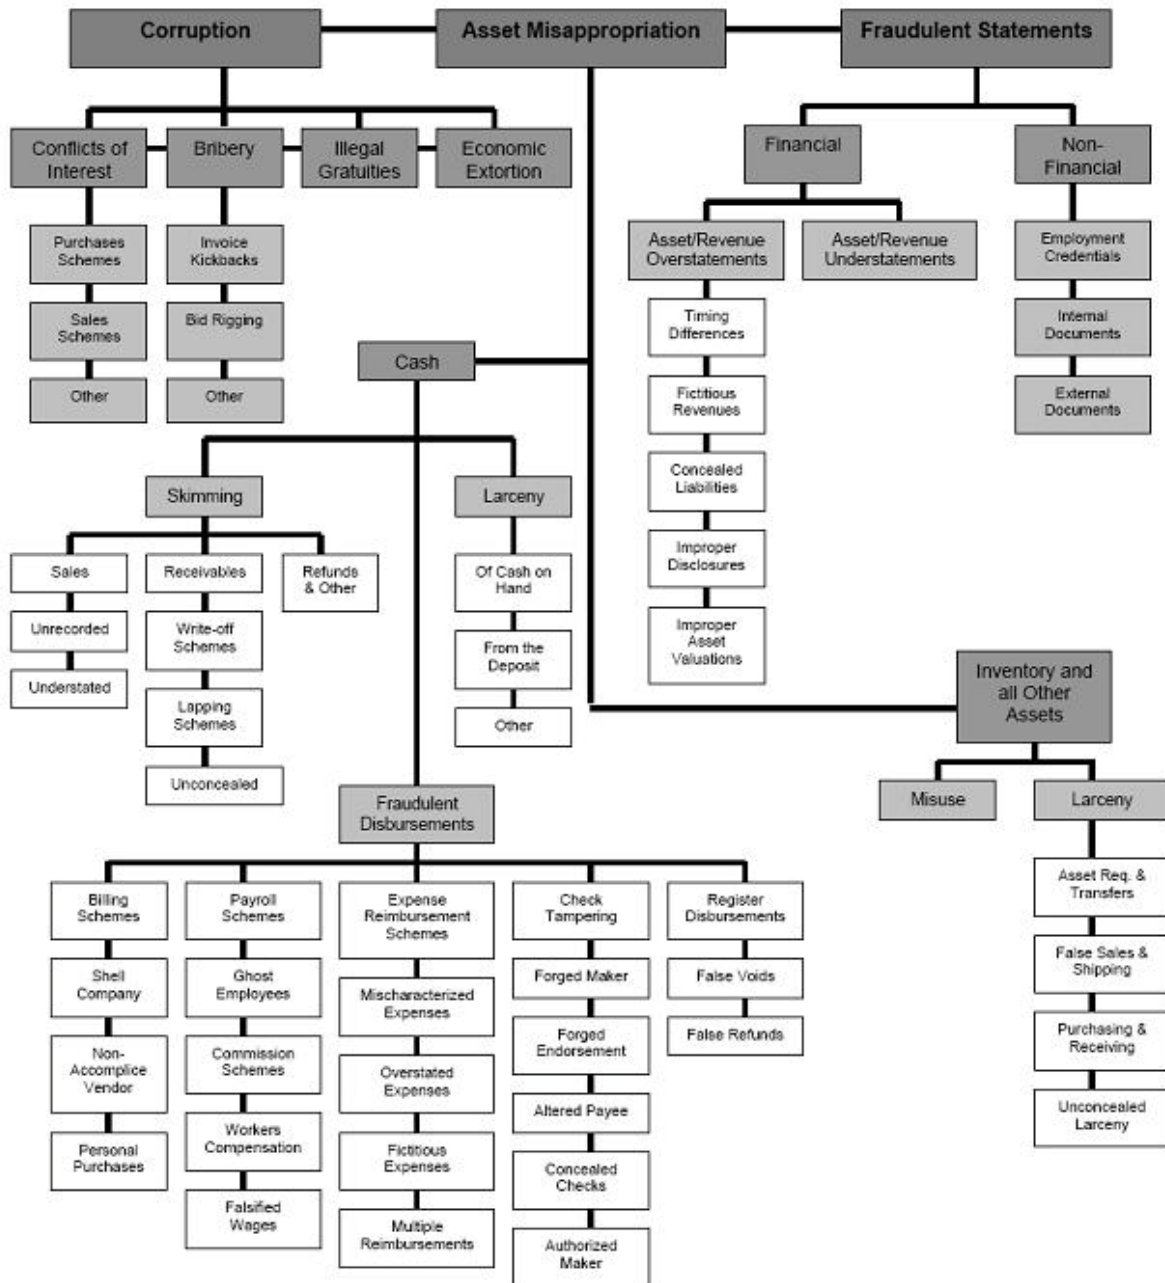 Corruption
Asset Misappropriation
Fraudulent Statements
Conflicts of
Interest
Bribery
Illegal
Gratuities
Economic
Extortion
Financial
Non-
Financial
Purchases
Schemes
Sales
Schemes
Other
Invoice
Kickbacks
Bid Rigging
Other
Asset/Revenue
Overstatements
Asset/Revenue
Understatements
Timing
Differences
Fictitious
Revenues
Concealed
Liabilities
Improper
Disclosures
Improper
Asset
Valuations
Employment
Credentials
Internal
Documents
External
Documents
Cash
Skimming
Larceny
Sales
Unrecorded
Understated
Receivables
Write-off
Schemes
Lapping
Schemes
Unconcealed
Refunds
& Other
Of Cash on
Hand
From the
Deposit
Other
Inventory and
all Other
Assets
Misuse
Larceny
Asset Req. &
Transfers
False Sales &
Shipping
Purchasing &
Receiving
Unconcealed
Larceny
Fraudulent
Disbursements
Billing
Schemes
Shell
Company
Non-
Accomplice
Vendor
Personal
Purchases
Payroll
Schemes
Ghost
Employees
Commission
Schemes
Workers
Compensation
Falsified
Wages
Expense
Reimbursement
Schemes
Mischaracterized
Expenses
Overstated
Expenses
Fictitious
Expenses
Multiple
Reimbursements
Check
Tampering
Forged Maker
Forged
Endorsement
Altered Payee
Concealed
Checks
Authorized
Maker
Register
Disbursements
False Voids
False Refunds